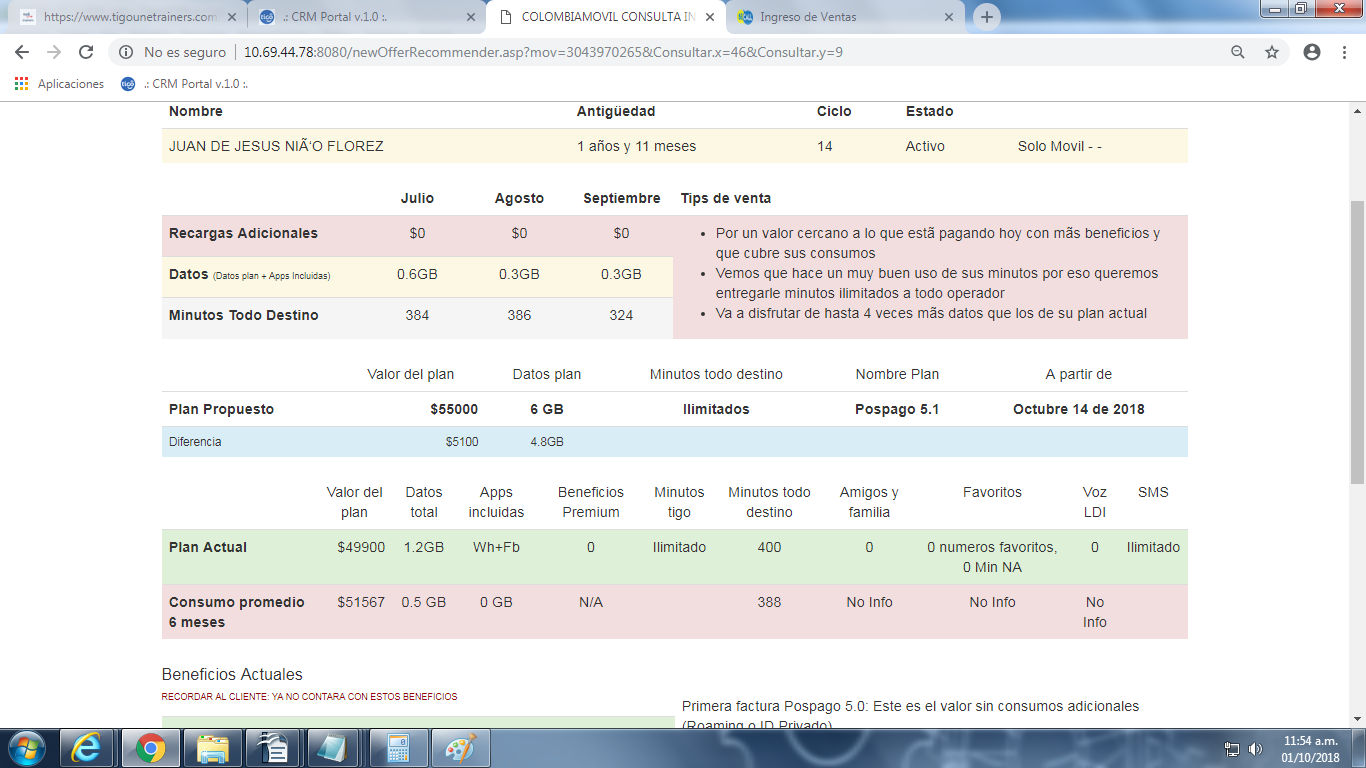 https://www.tigounetrainers.com
.: CRM Portal v.1.0 :.
COLOMBIAMOVIL CONSULTA IN
Ingreso de Ventas
No es seguro
10.69.44.78:8080/newOfferRecommender.asp?mov=3043970265&Consultar.x=46&Consultar.y=9
Aplicaciones
.: CRM Portal v.1.0 :.
Nombre Antigüedad Ciclo Estado
JUAN DE JESUS NIÃ‘O FLOREZ 1 años y 11 meses 14 Activo Solo Movil - -
Julio Agosto Septiembre Tips de venta
Recargas Adicionales $0 $0 $0
Datos (Datos plan + Apps Incluidas) 0.6GB 0.3GB 0.3GB
Minutos Todo Destino 384 386 324
• Por un valor cercano a lo que estã pagando hoy con mãs beneficios y
que cubre sus consumos
• Vemos que hace un muy buen uso de sus minutos por eso queremos
entregarle minutos ilimitados a todo operador
• Va a disfrutar de hasta 4 veces mãs datos que los de su plan actual
Valor del plan Datos plan Minutos todo destino Nombre Plan A partir de
Plan Propuesto $55000 6 GB Ilimitados Pospago 5.1 Octubre 14 de 2018
Diferencia $5100 4.8GB
Valor del Datos Apps Beneficios Minutos Minutos todo Amigos y Favoritos Voz SMS
plan total incluidas Premium tigo destino familia LDI
Plan Actual $49900 1.2GB Wh+Fb 0 Ilimitado 400 0 0 numeros favoritos, 0 Ilimitado
0 Min NA
Consumo promedio $51567 0.5 GB 0 GB N/A 388 No Info No Info No
6 meses Info
Beneficios Actuales
RECORDAR AL CLIENTE: YA NO CONTARA CON ESTOS BENEFICIOS
Primera factura Pospago 5.0: Este es el valor sin consumos adicionales
(Roaming o ID Privado)
11:54 a.m.
01/10/2018